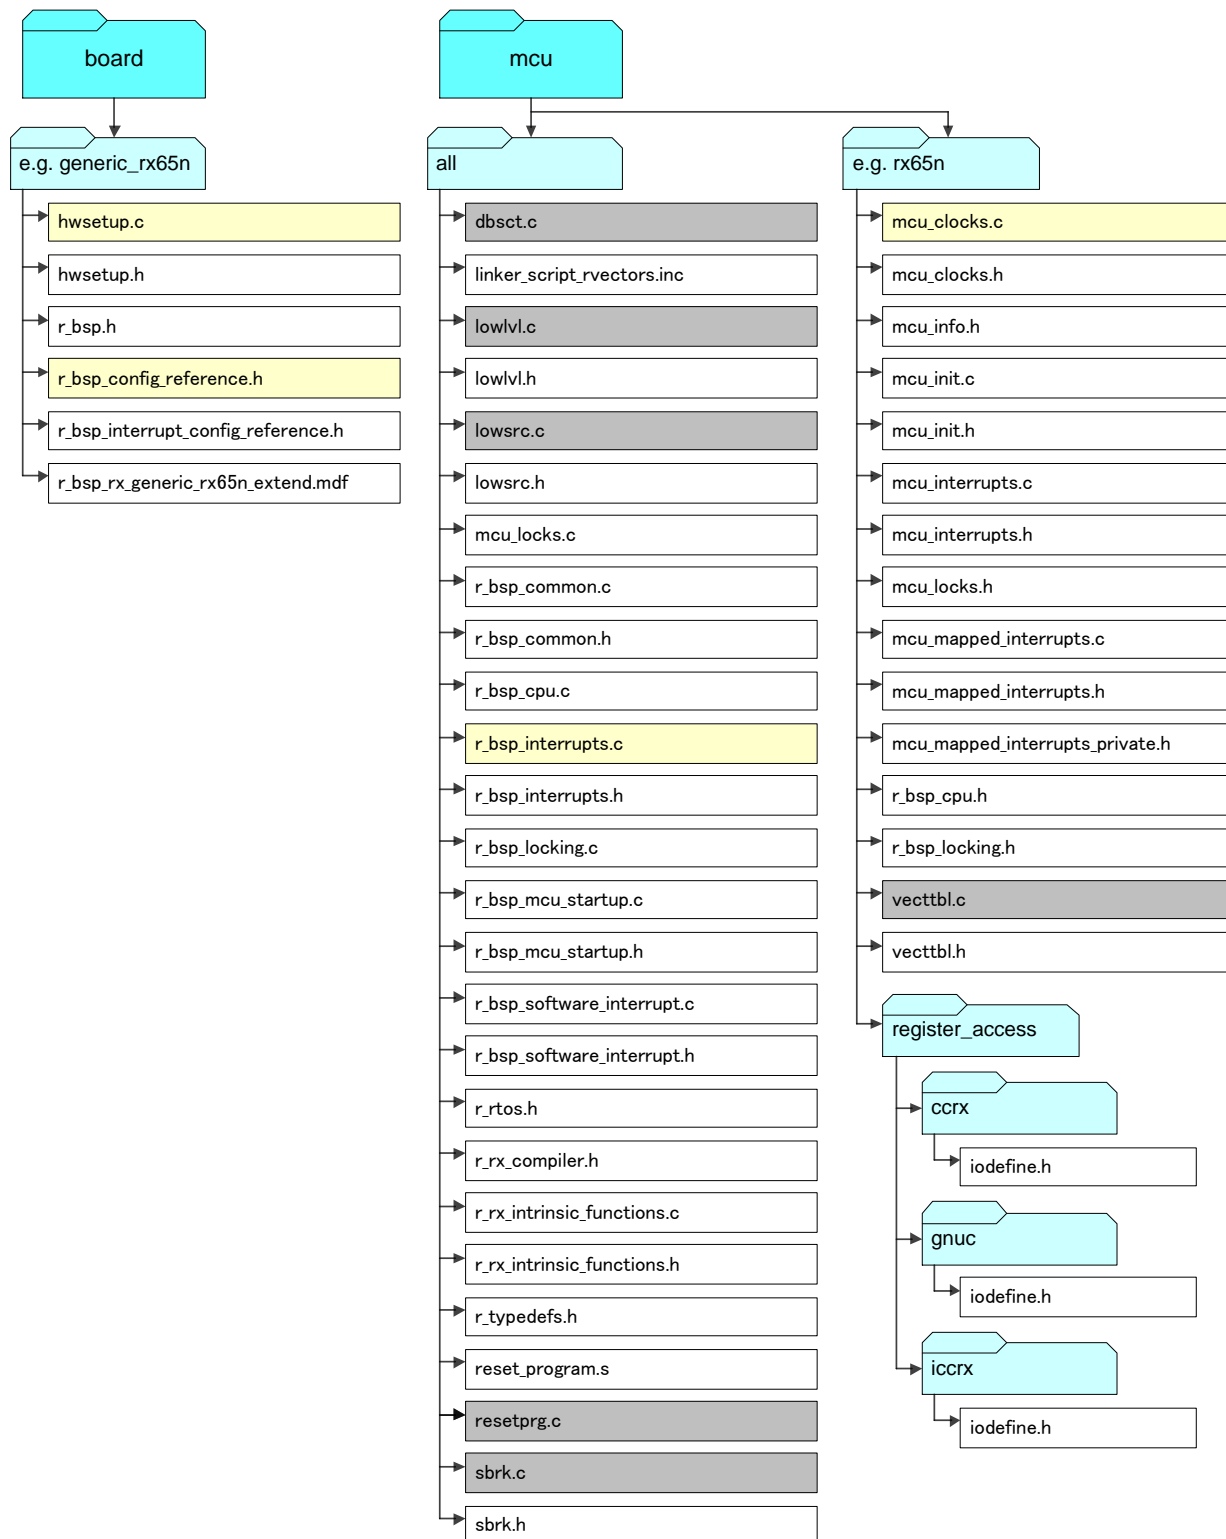 board
e.g. generic_rx65n
hwsetup.c
hwsetup.h
r_bsp.h
r_bsp_config_reference.h
r_bsp_interrupt_config_reference.h
r_bsp_rx_generic_rx65n_extend.mdf
mcu
all
dbsct.c
linker_script_rvectors.inc
lowlvl.c
lowlvl.h
lowsrc.c
lowsrc.h
mcu_locks.c
r_bsp_common.c
r_bsp_common.h
r_bsp_cpu.c
r_bsp_interrupts.c
r_bsp_interrupts.h
r_bsp_locking.c
r_bsp_mcu_startup.c
r_bsp_mcu_startup.h
r_bsp_software_interrupt.c
r_bsp_software_interrupt.h
r_rtos.h
r_rx_compiler.h
r_rx_intrinsic_functions.c
r_rx_intrinsic_functions.h
r_typedefs.h
reset_program.s
resetprg.c
sbrk.c
sbrk.h
e.g. rx65n
mcu_clocks.c
mcu_clocks.h
mcu_info.h
mcu_init.c
mcu_init.h
mcu_interrupts.c
mcu_interrupts.h
mcu_locks.h
mcu_mapped_interrupts.c
mcu_mapped_interrupts.h
mcu_mapped_interrupts_private.h
r_bsp_cpu.h
r_bsp_locking.h
vecttbl.c
vecttbl.h
register_access
ccrx
iodefine.h
gnuc
iodefine.h
iccrx
iodefine.h